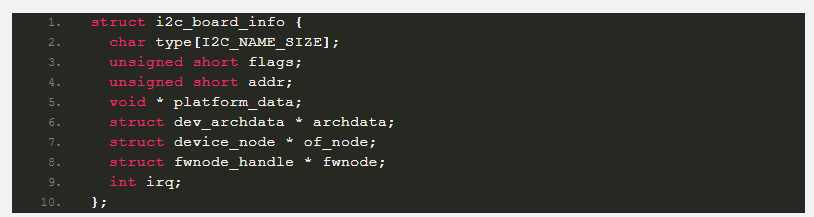 1. struct i2c_board_info {
2. char type[I2C_NAME_SIZE];
3. unsigned short flags;
4. unsigned short addr;
5. void * platform_data;
6. struct dev_archdata * archdata;
7. struct device_node * of_node;
8. struct fwnode_handle * fwnode;
9. int irq;
10. };